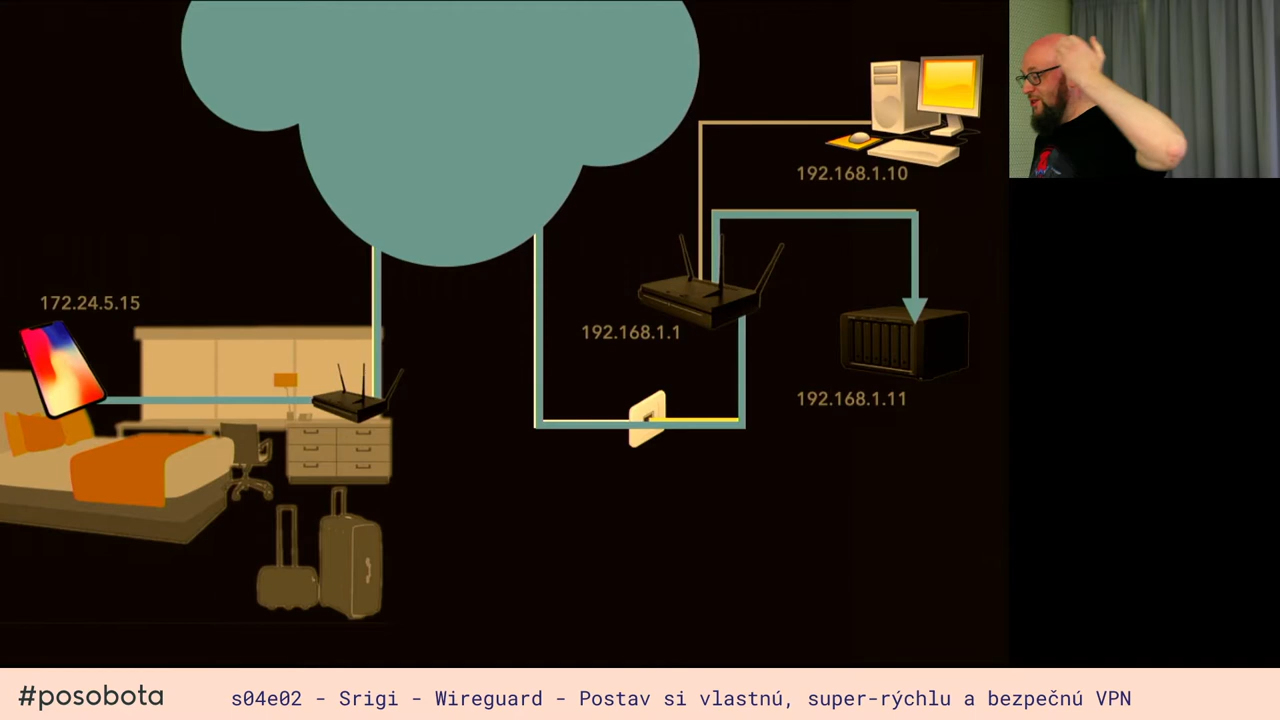 192.168.1.10
172.24.5.15
192.168.1.1
192.168.1.11
#posobota
s04e02 - Srigi - Wireguard - Postav si vlastnú, super-rýchlu a bezpečnú VPN